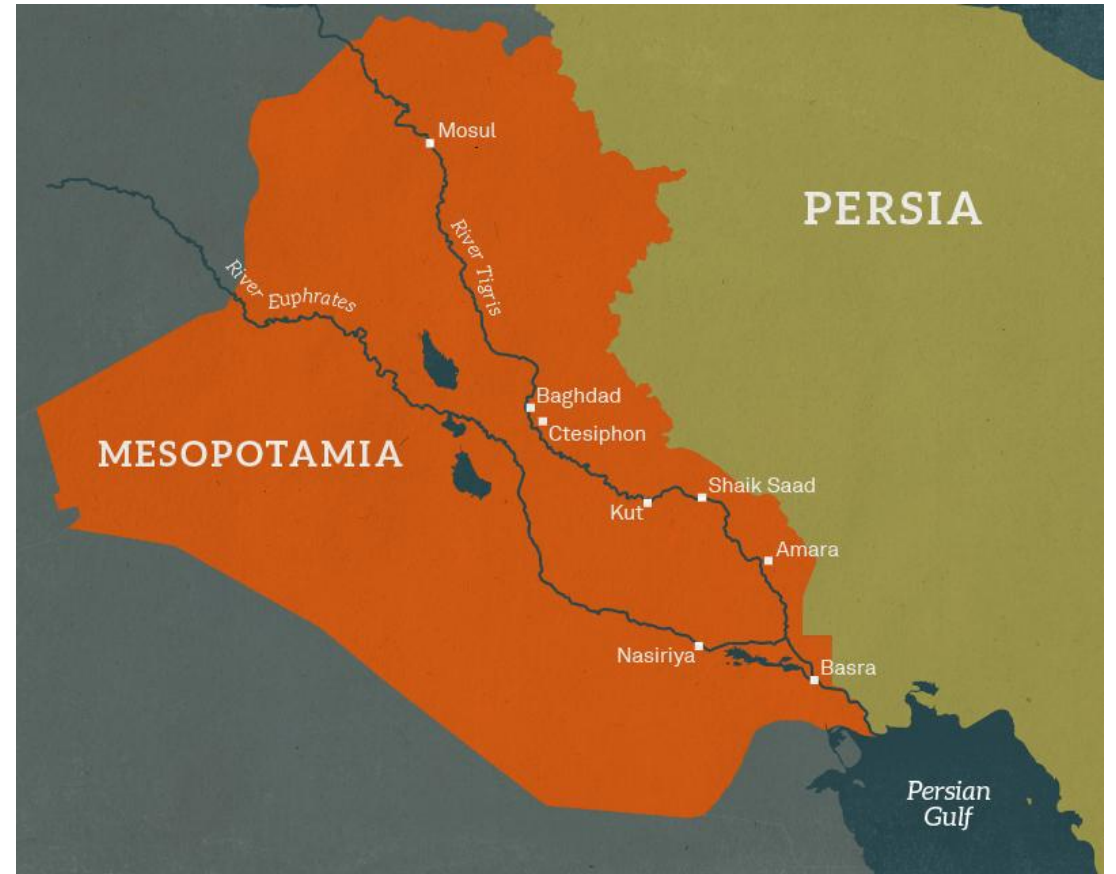 Mosul
PERSIA
River Tigris
River Euphrates
Baghdad
Ctesiphon
MESOPOTAMIA
Shaik Saad
Kut
Amara
Nasiriya
Basra
Persian
Gulf